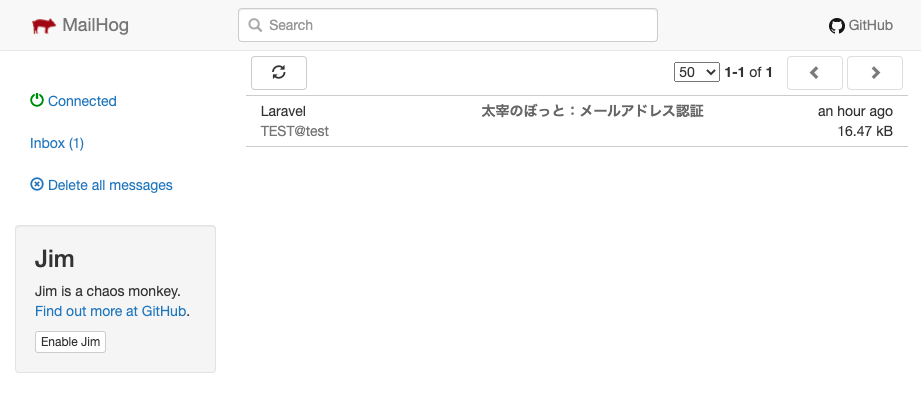 MailHog
Search
GitHub
Connected
Inbox (1)
Delete all messages
Jim
Jim is a chaos monkey.
Find out more at GitHub.
Enable Jim
50 1-1 of 1
Laravel 太宰のぼっと：メールアドレス認証 an hour ago
TEST@test 16.47 kB